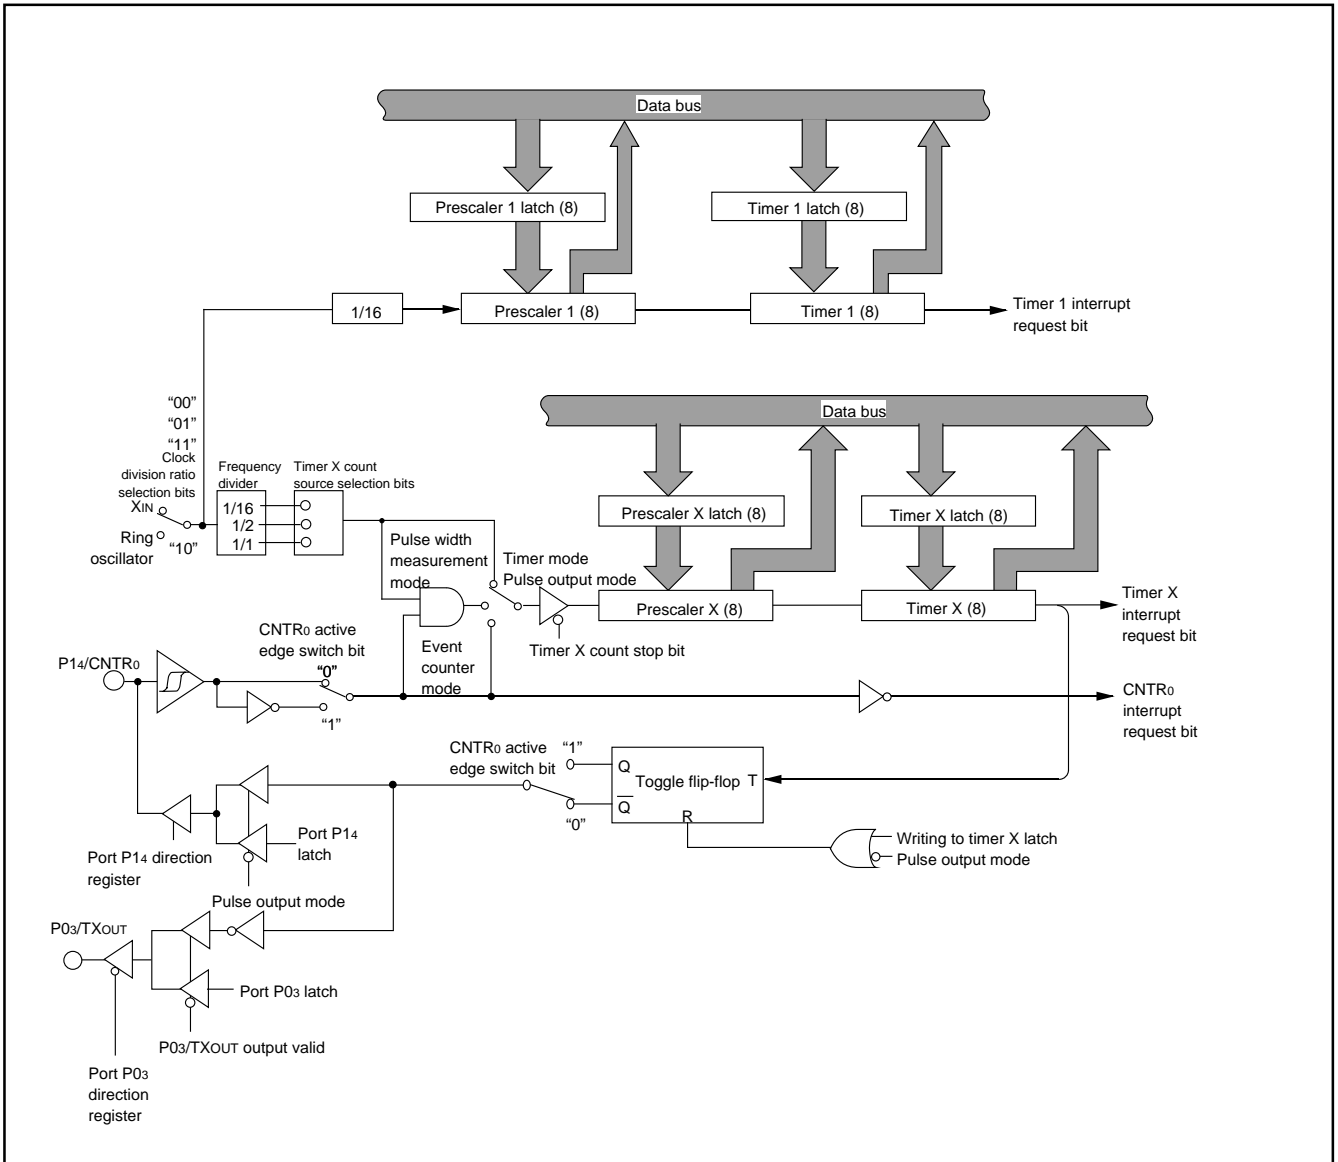 Data bus
Prescaler 1 latch (8)
Timer 1 latch (8)
1/16
Prescaler 1 (8)
Timer 1 (8)
Timer 1 interrupt
request bit
“00”
“01”
“11”
Clock
division ratio
selection bits
XIN
Ring
oscillator
“10”
Frequency
divider
1/16
1/2
1/1
Timer X count
source selection bits
Data bus
Prescaler X latch (8)
Timer X latch (8)
Pulse width
measurement
mode
Timer mode
Pulse output mode
Prescaler X (8)
Timer X (8)
Timer X
interrupt
request bit
Timer X count stop bit
Event
counter
mode
P14/CNTR0
CNTR0 active
edge switch bit
“0”
“1”
CNTR0
interrupt
request bit
CNTR0 active
edge switch bit
“1”
“0”
Q
Toggle flip-flop
T
Q
R
Writing to timer X latch
Pulse output mode
Port P14
latch
Port P14 direction
register
Pulse output mode
P03/TXOUT
Port P03 latch
P03/TXOUT output valid
Port P03
direction
register